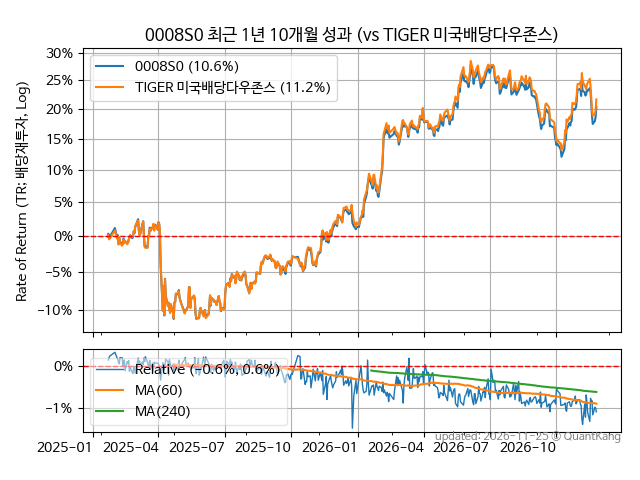 0008S0 최근 1년 10개월 성과 (vs TIGER 미국배당다우존스)
Rate of Return (TR; 배당재투자, Log)
30%
25%
20%
15%
10%
5%
0%
−5%
−10%
0008S0 (10.6%)
TIGER 미국배당다우존스 (11.2%)
0%
−1%
Relative (−0.6%, 0.6%)
MA(60)
MA(240)
2025-01 2025-04 2025-07 2025-10 2026-01 2026-04 2026-07 2026-10
updated: 2026-11-25 © QuantKang